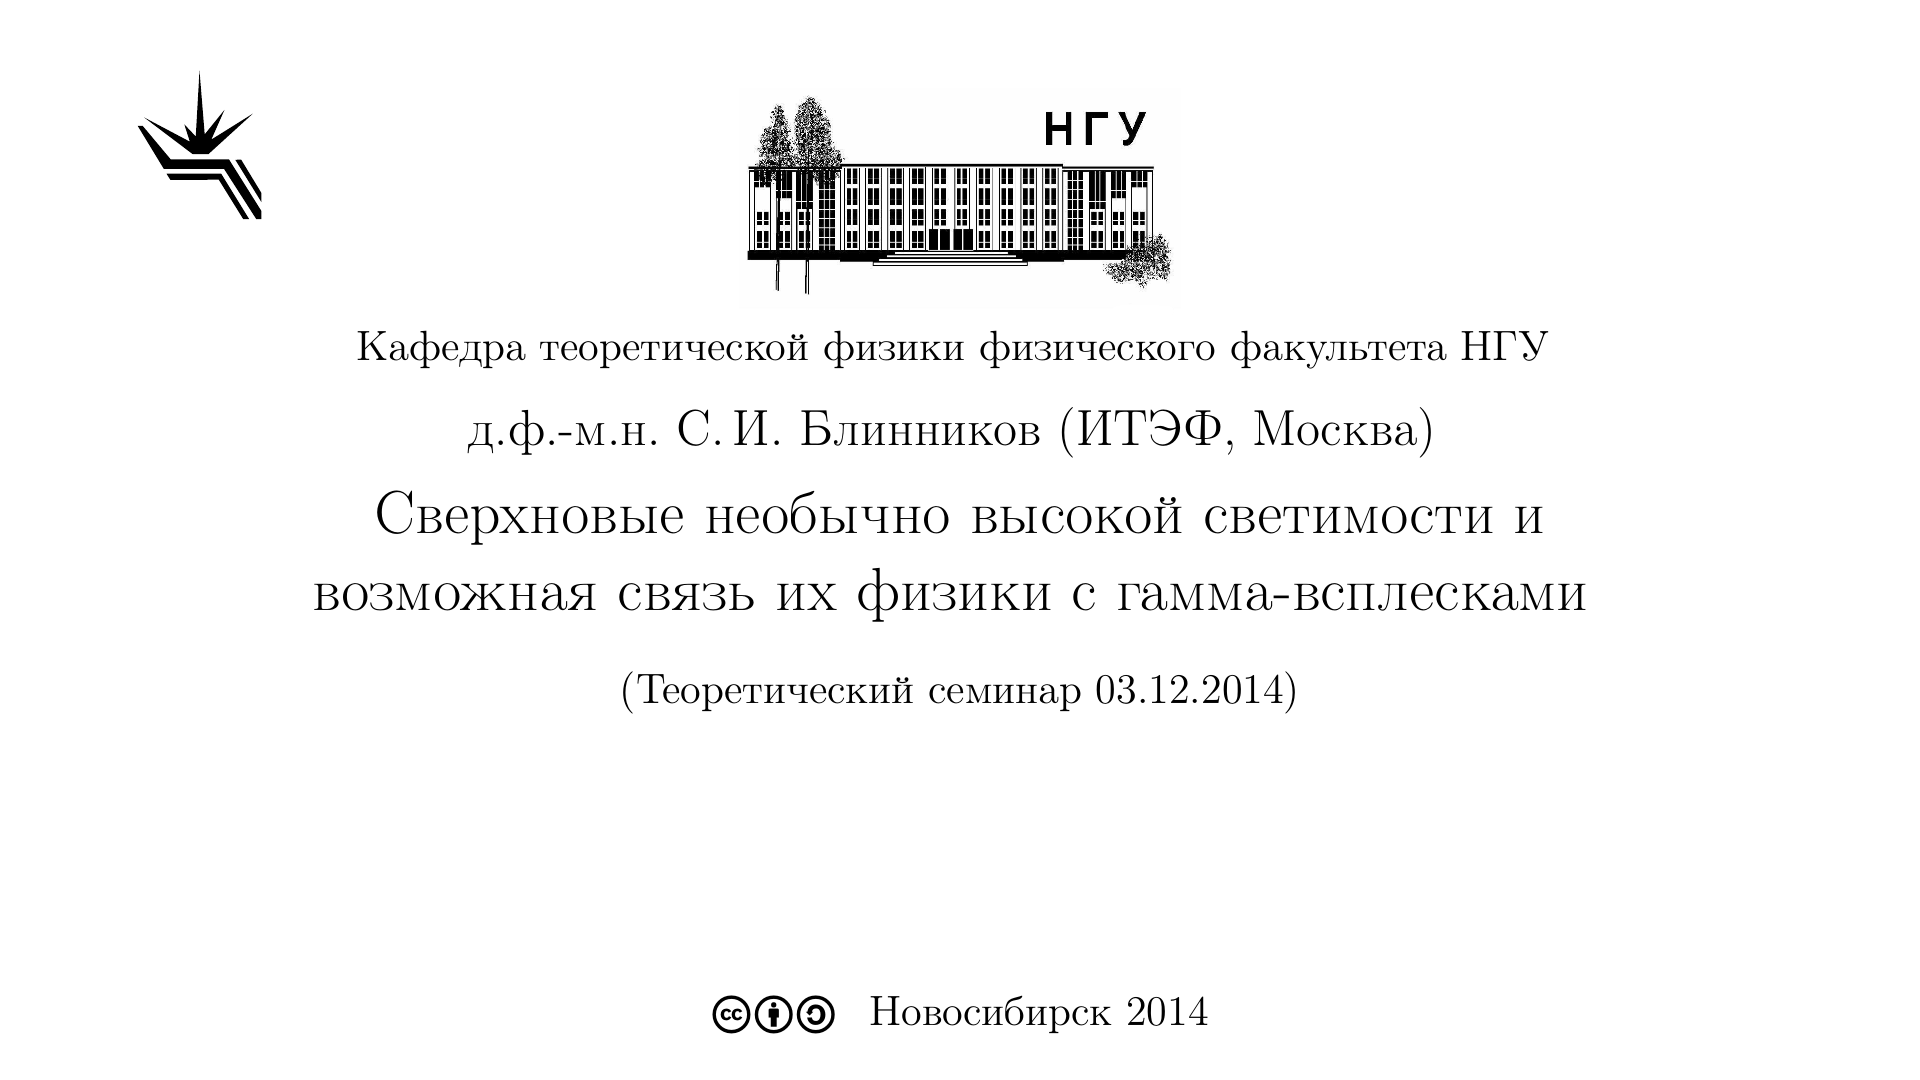 НГУ
Кафедра теоретической физики физического факультета НГУ
д.ф.-м.н. С. И. Блинников (ИТЭФ, Москва)
Сверхновые необычно высокой светимости и
возможная связь их физики с гамма-всплесками
(Теоретический семинар 03.12.2014)
cc Новосибирск 2014